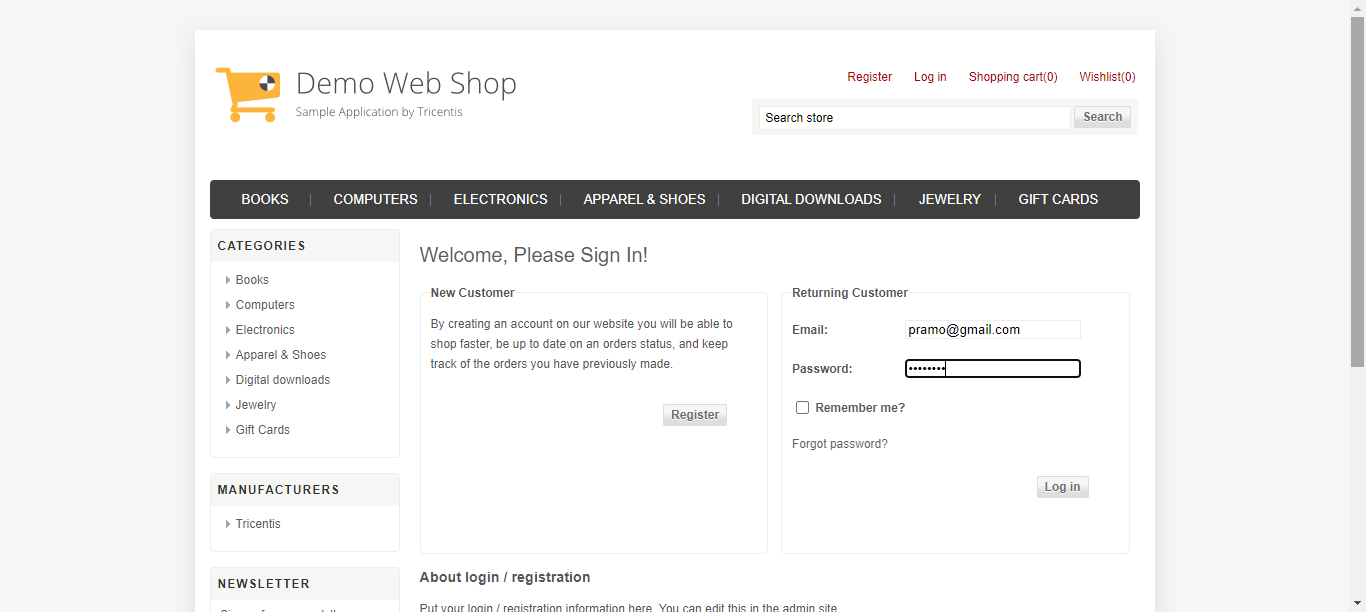 Demo Web Shop
Sample Application by Tricentis
Register Log in Shopping cart(0) Wishlist(0)
Search store Search
BOOKS COMPUTERS ELECTRONICS APPAREL & SHOES DIGITAL DOWNLOADS JEWELRY GIFT CARDS
CATEGORIES
Books
Computers
Electronics
Apparel & Shoes
Digital downloads
Jewelry
Gift Cards
MANUFACTURERS
Tricentis
NEWSLETTER
Welcome, Please Sign In!
New Customer
By creating an account on our website you will be able to
shop faster, be up to date on an orders status, and keep
track of the orders you have previously made.
Register
Returning Customer
Email: pramo@gmail.com
Password: ••••••••
Remember me?
Forgot password?
Log in
About login / registration
Put your login / registration information here. You can edit this in the admin site.